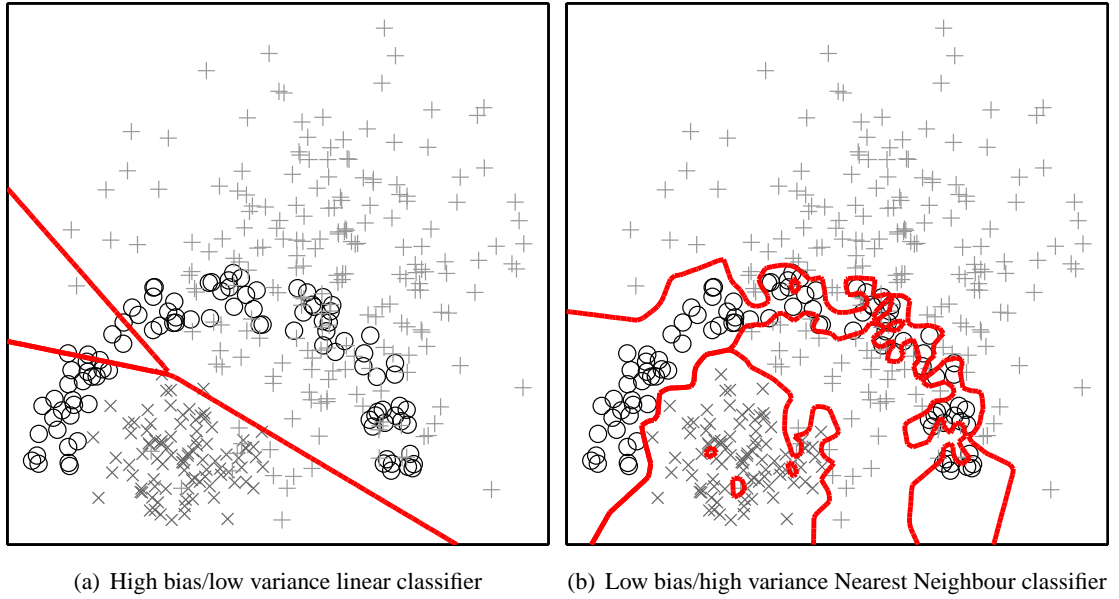 (a) High bias/low variance linear classifier
(b) Low bias/high variance Nearest Neighbour classifier